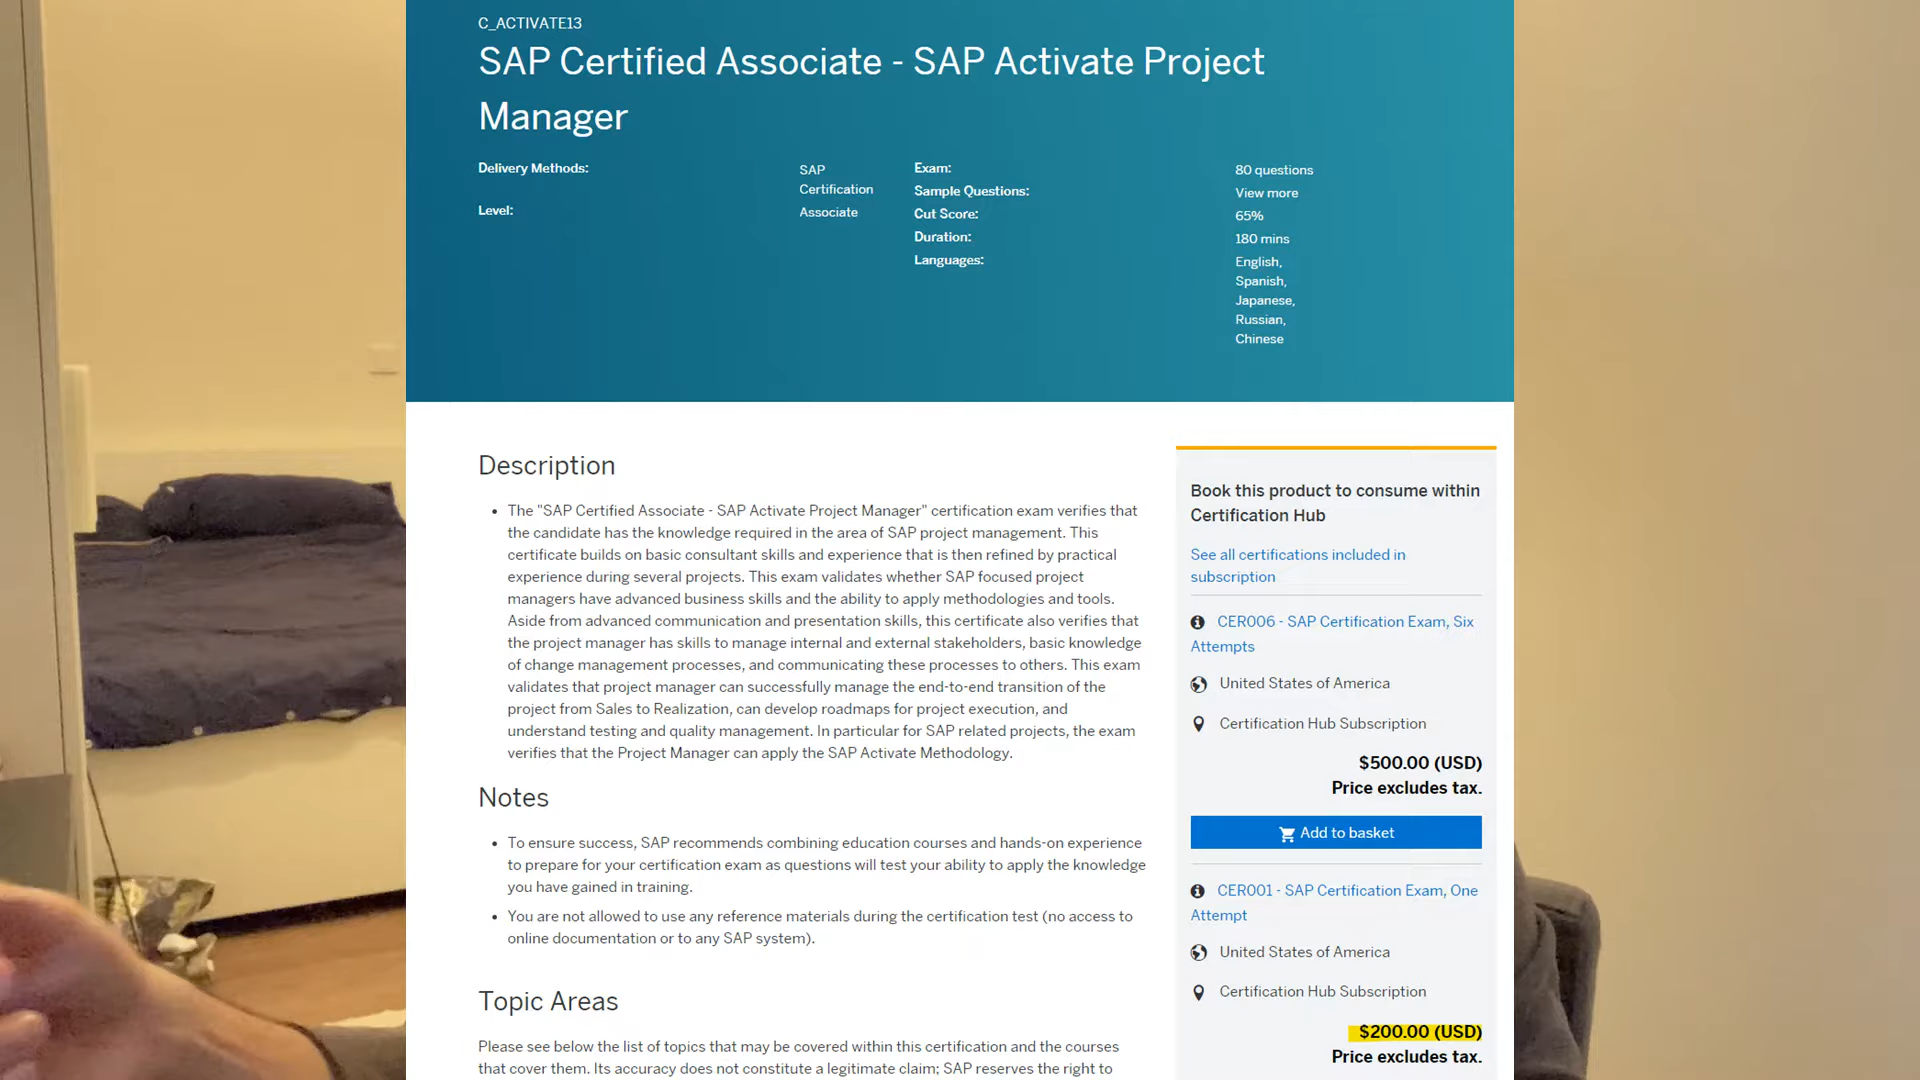 C_ACTIVATE13
SAP Certified Associate - SAP Activate Project
Manager
Delivery Methods:
SAP
Certification
Level:
Associate
Exam:
80 questions
Sample Questions:
View more
Cut Score:
65%
Duration:
180 mins
Languages:
English,
Spanish,
Japanese,
Russian,
Chinese
Description
• The "SAP Certified Associate - SAP Activate Project Manager" certification exam verifies that
the candidate has the knowledge required in the area of SAP project management. This
certificate builds on basic consultant skills and experience that is then refined by practical
experience during several projects. This exam validates whether SAP focused project
managers have advanced business skills and the ability to apply methodologies and tools.
Aside from advanced communication and presentation skills, this certificate also verifies that
the project manager has skills to manage internal and external stakeholders, basic knowledge
of change management processes, and communicating these processes to others. This exam
validates that project manager can successfully manage the end-to-end transition of the
project from Sales to Realization, can develop roadmaps for project execution, and
understand testing and quality management. In particular for SAP related projects, the exam
verifies that the Project Manager can apply the SAP Activate Methodology.
Notes
• To ensure success, SAP recommends combining education courses and hands-on experience
to prepare for your certification exam as questions will test your ability to apply the knowledge
you have gained in training.
• You are not allowed to use any reference materials during the certification test (no access to
online documentation or to any SAP system).
Topic Areas
Please see below the list of topics that may be covered within this certification and the courses
that cover them. Its accuracy does not constitute a legitimate claim; SAP reserves the right to
Book this product to consume within
Certification Hub
See all certifications included in
subscription
CER006 - SAP Certification Exam, Six
Attempts
United States of America
Certification Hub Subscription
$500.00 (USD)
Price excludes tax.
Add to basket
CER001 - SAP Certification Exam, One
Attempt
United States of America
Certification Hub Subscription
$200.00 (USD)
Price excludes tax.